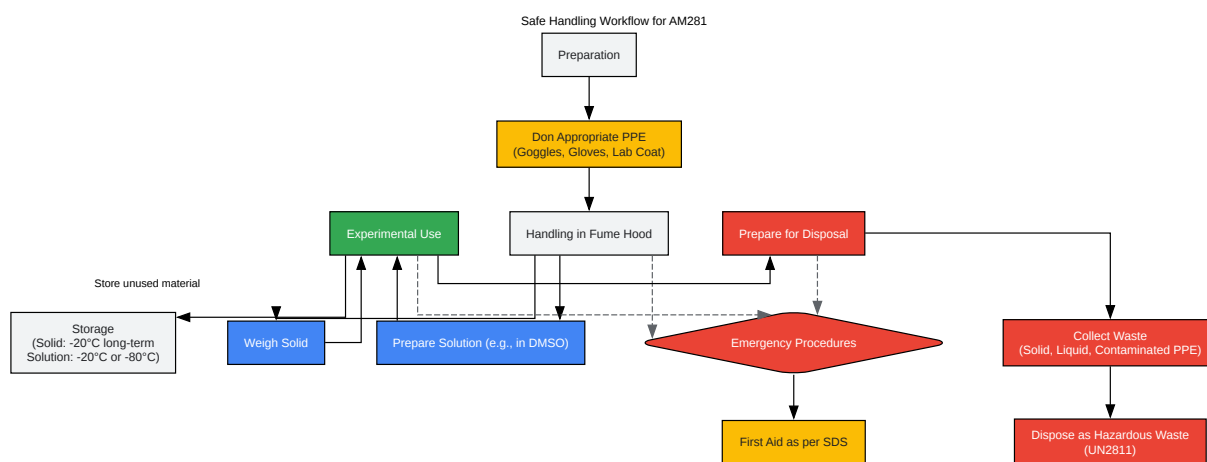 Safe Handling Workflow for AM281
Preparation
Don Appropriate PPE
(Goggles, Gloves, Lab Coat)
Experimental Use
Handling in Fume Hood
Prepare for Disposal
Store unused material
Storage
(Solid: -20°C long-term
Solution: -20°C or -80°C)
Weigh Solid
Prepare Solution (e.g., in DMSO)
Emergency Procedures
Collect Waste
(Solid, Liquid, Contaminated PPE)
First Aid as per SDS
Dispose as Hazardous Waste
(UN2811)